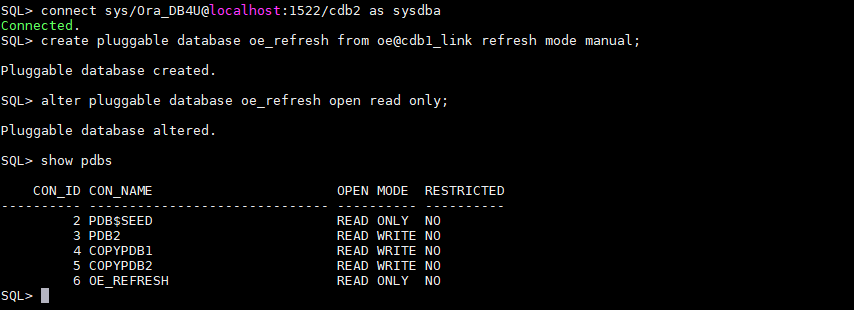 SQL> connect sys/Ora_DB4U@localhost:1522/cdb2 as sysdba
Connected.
SQL> create pluggable database oe_refresh from oe@cdb1_link refresh mode manual;
Pluggable database created.
SQL> alter pluggable database oe_refresh open read only;
Pluggable database altered.
SQL> show pdbs
    CON_ID CON_NAME                       OPEN MODE  RESTRICTED
---------- ------------------------------ ---------- ----------
         2 PDB$SEED                       READ ONLY  NO
         3 PDB2                           READ WRITE NO
         4 COPYPDB1                       READ WRITE NO
         5 COPYPDB2                       READ WRITE NO
         6 OE_REFRESH                     READ ONLY  NO
SQL>